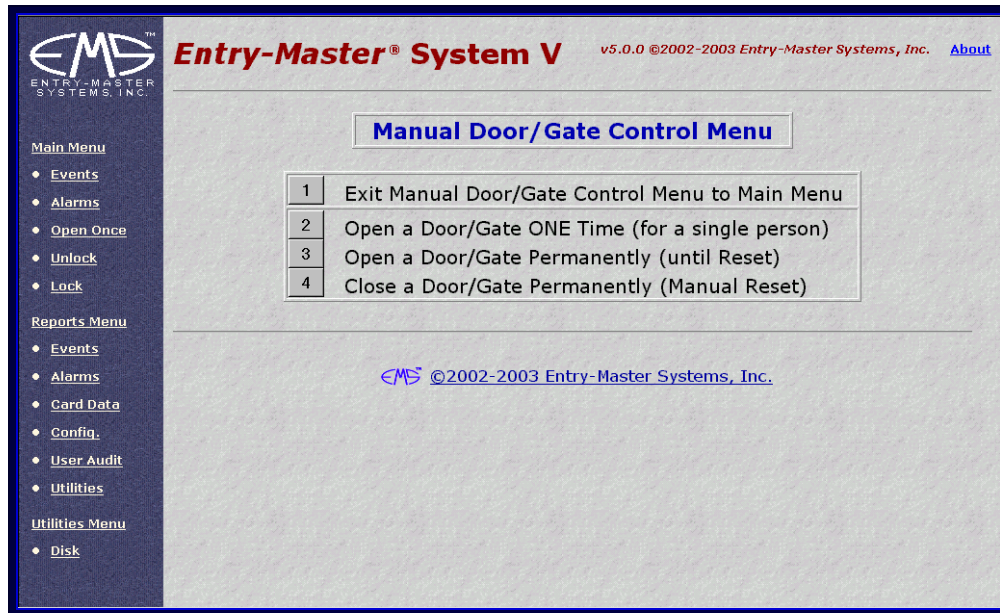 EMS™
ENTRY-MASTER
SYSTEMS, INC.
Entry-Master® System V
v5.0.0 ©2002-2003 Entry-Master Systems, Inc.
About
Main Menu
Events
Alarms
Open Once
Unlock
Lock
Reports Menu
Events
Alarms
Card Data
Config.
User Audit
Utilities
Utilities Menu
Disk
Manual Door/Gate Control Menu
1 Exit Manual Door/Gate Control Menu to Main Menu
2 Open a Door/Gate ONE Time (for a single person)
3 Open a Door/Gate Permanently (until Reset)
4 Close a Door/Gate Permanently (Manual Reset)
EMS™ ©2002-2003 Entry-Master Systems, Inc.